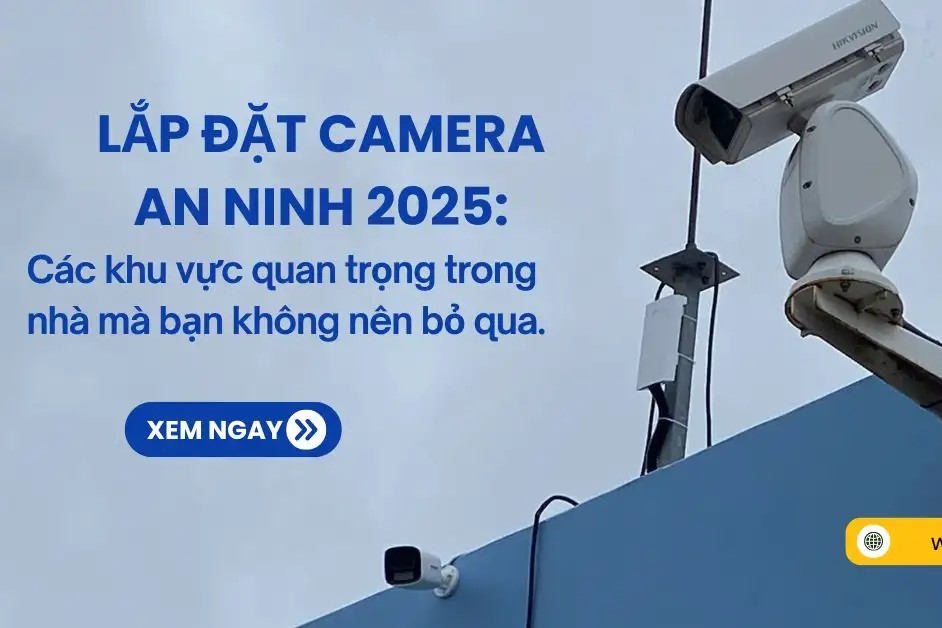 HIKVISION
LẮP ĐẶT CAMERA
AN NINH 2025:
Các khu vực quan trọng trong
nhà mà bạn không nên bỏ qua.
XEM NGAY